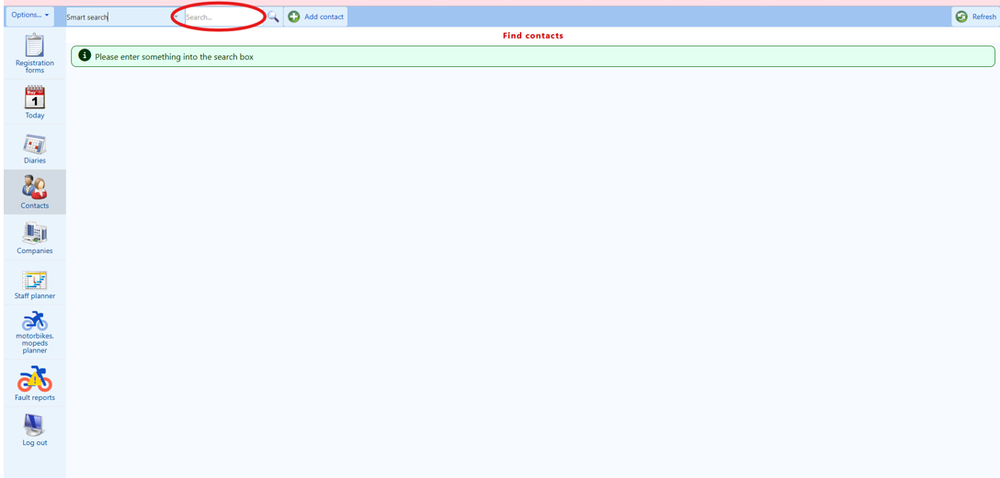 Options...
Smart search
Search...
Add contact
Refresh
Find contacts
Please enter something into the search box
Registration
forms
Day
1
Today
Diaries
Contacts
Companies
Staff planner
motorbikes,
mopeds
planner
Fault reports
Log out